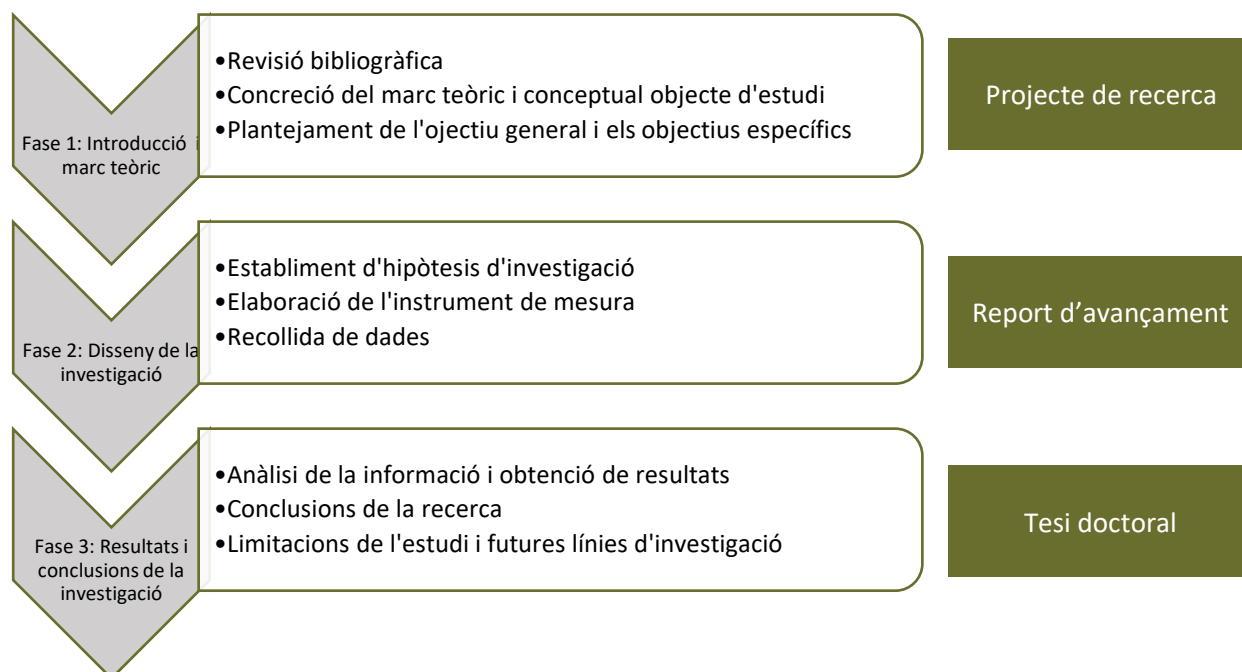 Fase 1: Introducció i
marc teòric
•Revisió bibliogràfica
•Concreció del marc teòric i conceptual objecte d'estudi
•Plantejament de l'ojectiu general i els objectius específics
Projecte de recerca
Fase 2: Disseny de la
investigació
•Establiment d'hipòtesis d'investigació
•Elaboració de l'instrument de mesura
•Recollida de dades
Report d’avançament
Fase 3: Resultats i
conclusions de la
investigació
•Anàlisi de la informació i obtenció de resultats
•Conclusions de la recerca
•Limitacions de l'estudi i futures línies d'investigació
Tesi doctoral